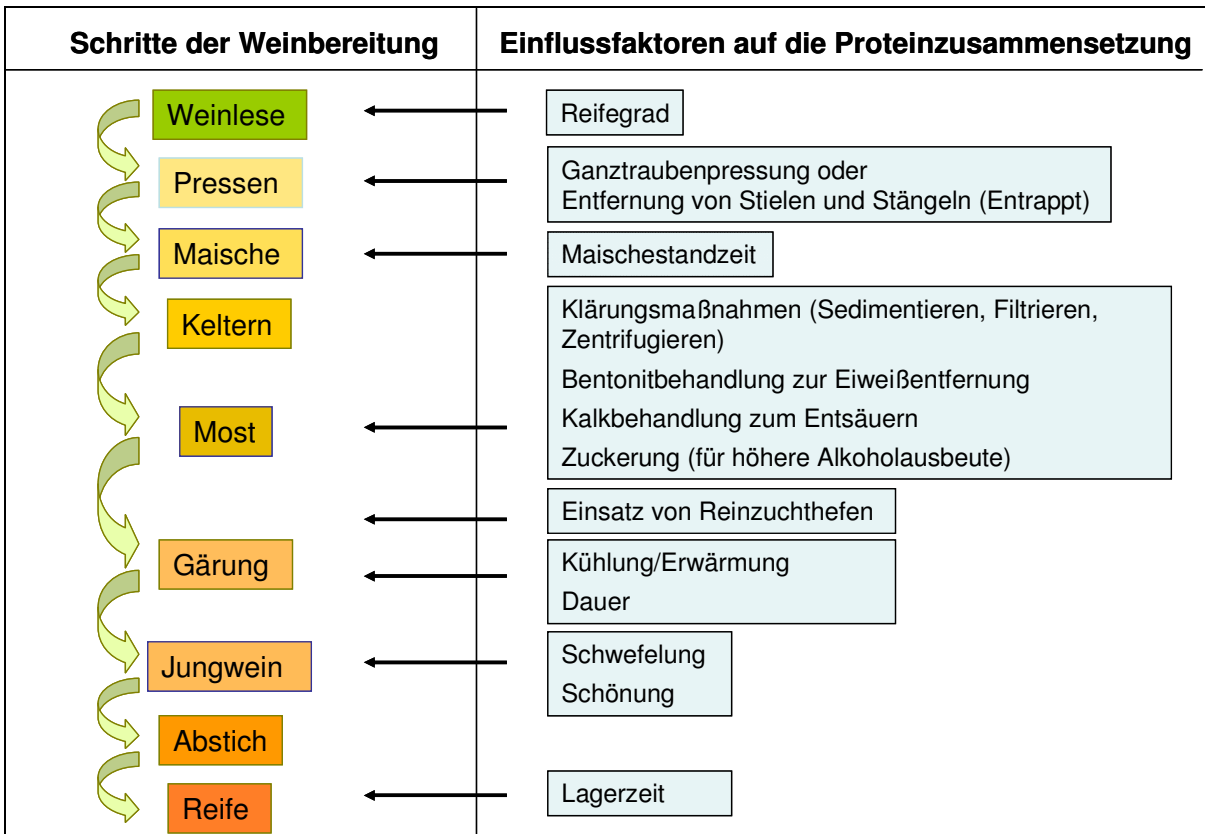 Schritte der Weinbereitung
Einflussfaktoren auf die Proteinzusammensetzung
Weinlese
Reifegrad
Pressen
Ganztraubenpressung oder
Entfernung von Stielen und Stängeln (Entrappt)
Maische
Maischestandzeit
Keltern
Klärungsmaßnahmen (Sedimentieren, Filtrieren,
Zentrifugieren)
Bentonitbehandlung zur Eiweißentfernung
Most
Kalkbehandlung zum Entsäuern
Zuckerung (für höhere Alkoholausbeute)
Einsatz von Reinzuchthefen
Gärung
Kühlung/Erwärmung
Dauer
Jungwein
Schwefelung
Schönung
Abstich
Reife
Lagerzeit